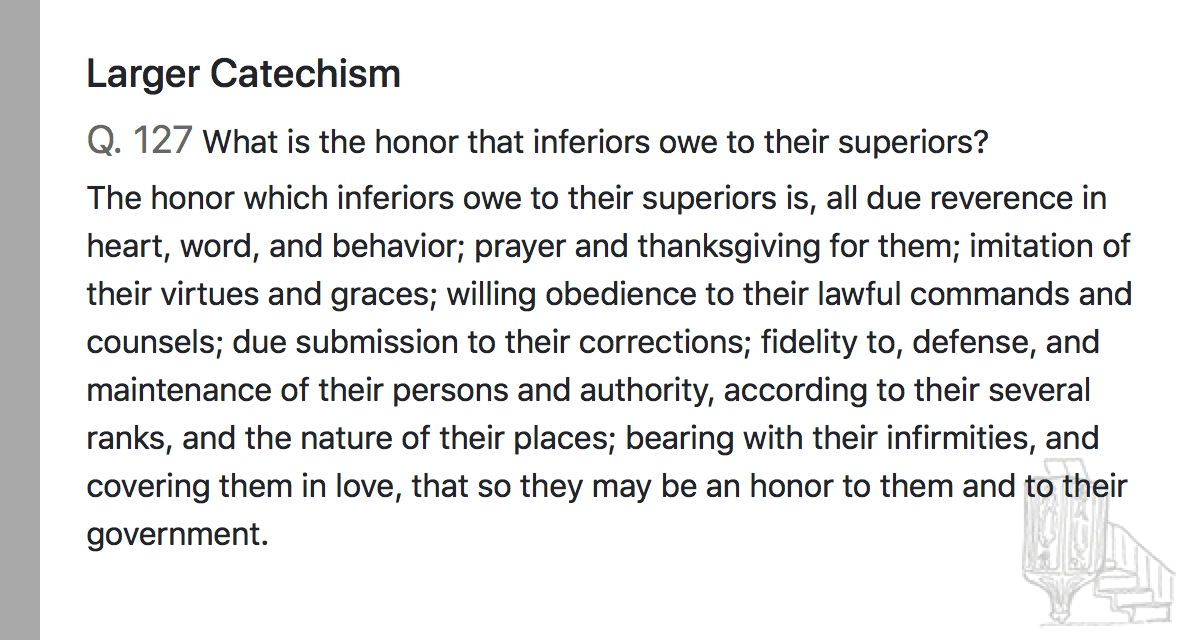 Larger Catechism
Q. 127 What is the honor that inferiors owe to their superiors?
The honor which inferiors owe to their superiors is, all due reverence in
heart, word, and behavior; prayer and thanksgiving for them; imitation of
their virtues and graces; willing obedience to their lawful commands and
counsels; due submission to their corrections; fidelity to, defense, and
maintenance of their persons and authority, according to their several
ranks, and the nature of their places; bearing with their infirmities, and
covering them in love, that so they may be an honor to them and to their
government.